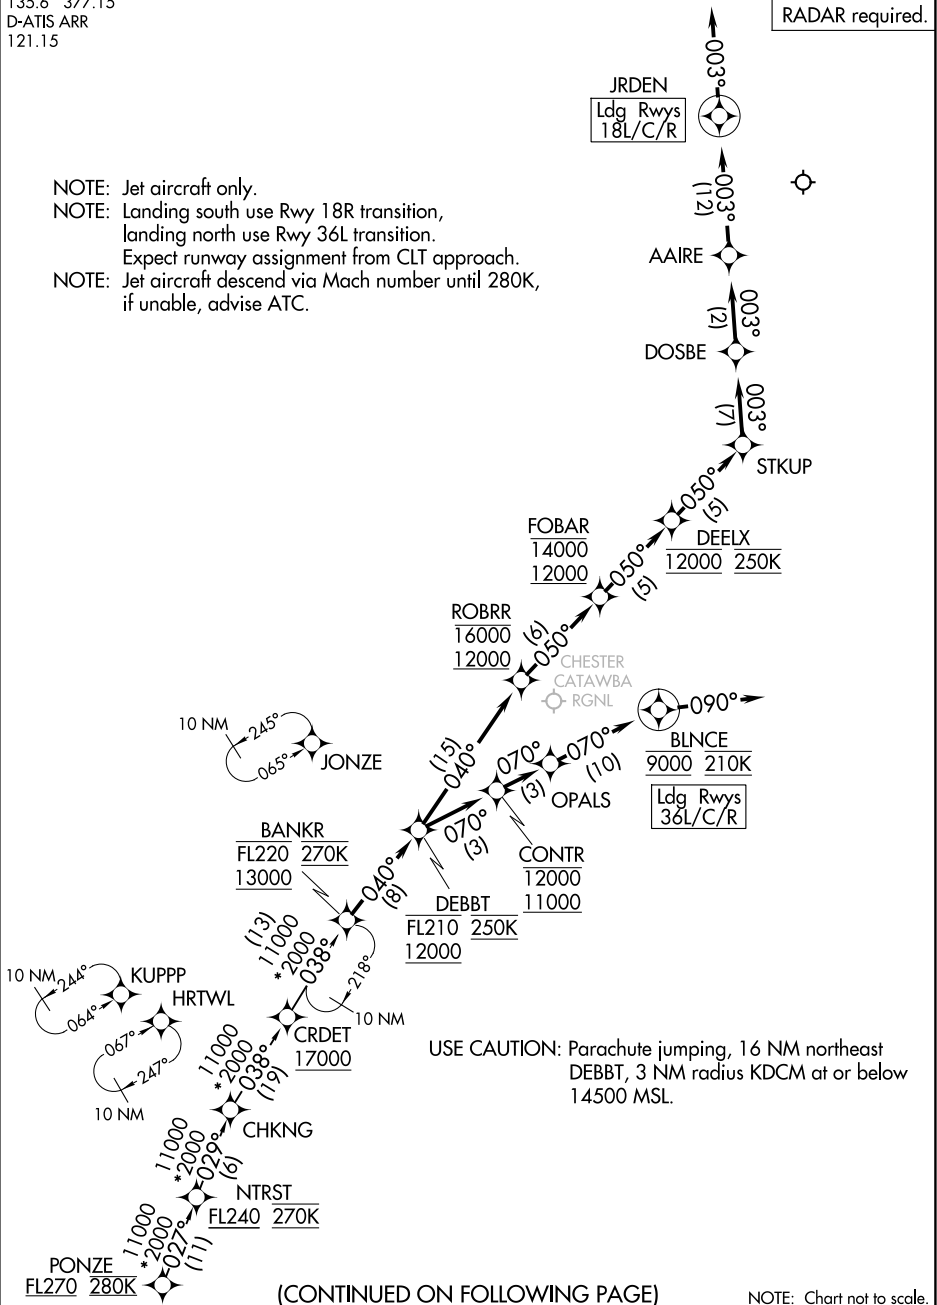 135.6 377.15
D-ATIS ARR
121.15
RADAR required.
003°
JRDEN
Ldg Rwys
18L/C/R
NOTE: Jet aircraft only.
NOTE: Landing south use Rwy 18R transition,
landing north use Rwy 36L transition.
Expect runway assignment from CLT approach.
NOTE: Jet aircraft descend via Mach number until 280K,
if unable, advise ATC.
003°
(12)
AAIRE
003°
(2)
DOSBE
003°
(7)
STKUP
050°
(5)
FOBAR
14000
12000
DEELX
12000 250K
050°
(5)
ROBRR
16000
12000
(6)
050°
CHESTER
CATAWBA
RGNL
10 NM
245°
065°
JONZE
(15)
040°
090°
BLNCE
9000 210K
Ldg Rwys
36L/C/R
070°
(10)
070°
(3)
OPALS
070°
(3)
CONTR
12000
11000
BANKR
FL220 270K
13000
040°
(8)
DEBBT
FL210 250K
12000
(13)
11000
*2000
038°
218°
10 NM
10 NM
244°
064°
KUPPP
HRTWL
067°
247°
10 NM
CRDET
17000
USE CAUTION: Parachute jumping, 16 NM northeast
DEBBT, 3 NM radius KDCM at or below
14500 MSL.
11000
*2000
038°
(19)
CHKNG
11000
*2000
029°
(6)
NTRST
FL240 270K
11000
*2000
027°
(11)
PONZE
FL270 280K
(CONTINUED ON FOLLOWING PAGE)
NOTE: Chart not to scale.